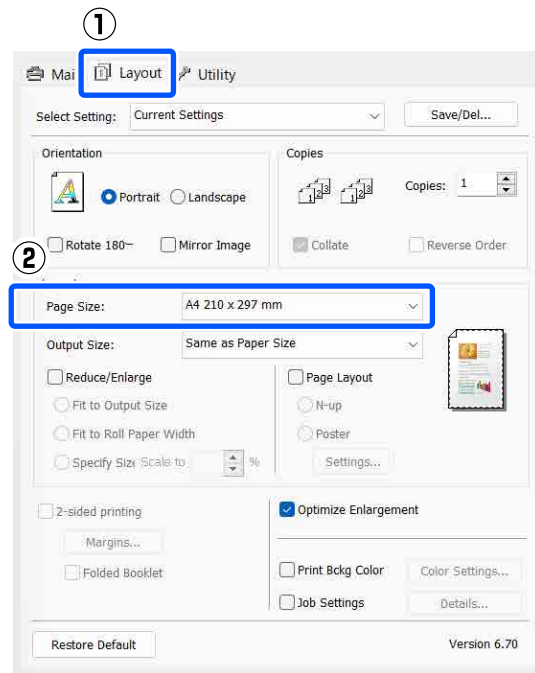 ①
Mai Layout Utility
Select Setting: Current Settings Save/Del...
Orientation Copies
Portrait Landscape Copies: 1
②
Rotate 180 Mirror Image Collate Reverse Order
Page Size: A4 210 x 297 mm
Output Size: Same as Paper Size
Reduce/Enlarge Page Layout
Fit to Output Size N-up
Fit to Roll Paper Width Poster
Specify Size Scale to % Settings...
2-sided printing Optimize Enlargement
Margins...
Folded Booklet Print Bckg Color Color Settings...
Job Settings Details...
Restore Default Version 6.70